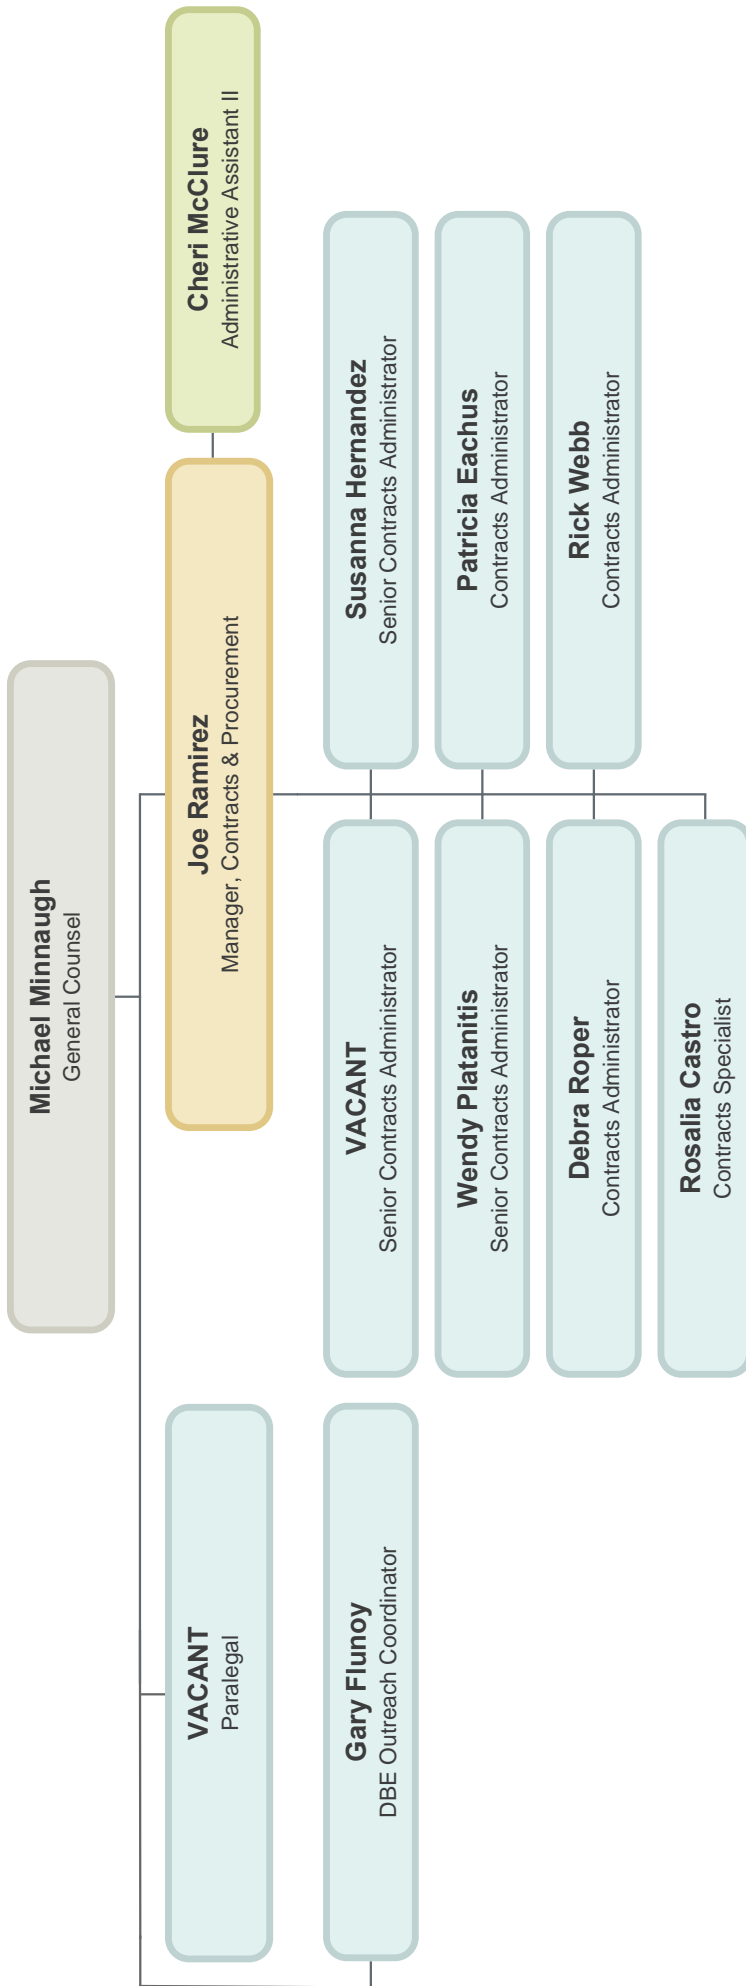 Michael Minnaugh
General Counsel
VACANT
Paralegal
Joe Ramirez
Manager, Contracts & Procurement
Cheri McClure
Administrative Assistant II
Gary Flunoy
DBE Outreach Coordinator
VACANT
Senior Contracts Administrator
Susanna Hernandez
Senior Contracts Administrator
Wendy Platanitis
Senior Contracts Administrator
Patricia Eachus
Contracts Administrator
Debra Roper
Contracts Administrator
Rick Webb
Contracts Administrator
Rosalia Castro
Contracts Specialist